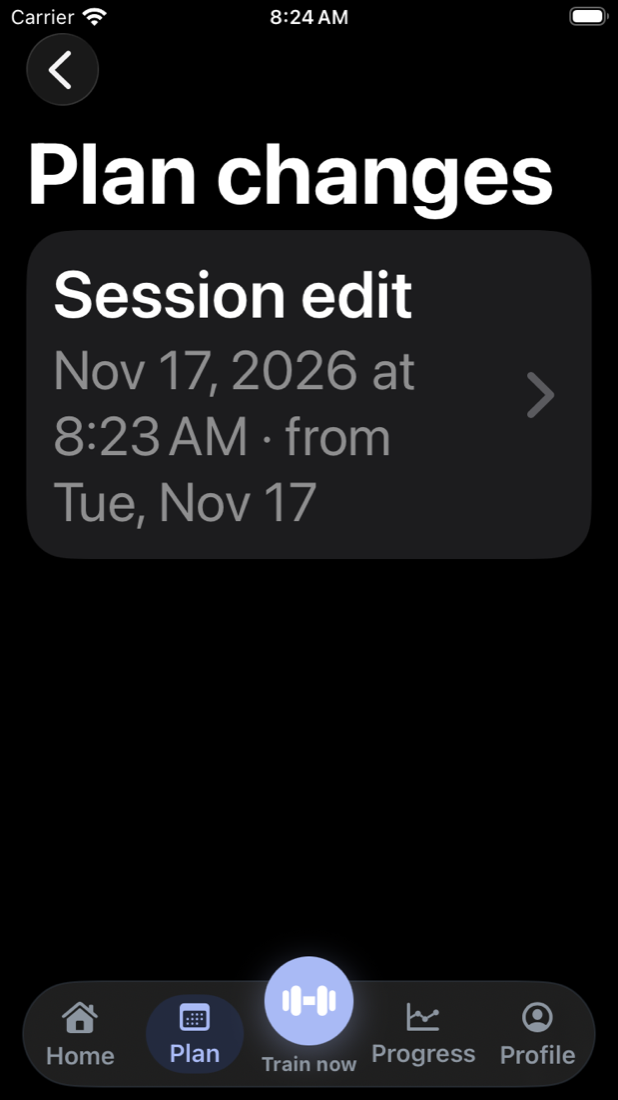 Carrier 8:24 AM
Plan changes
Session edit
Nov 17, 2026 at
8:23 AM · from
Tue, Nov 17
Home Plan Train now Progress Profile